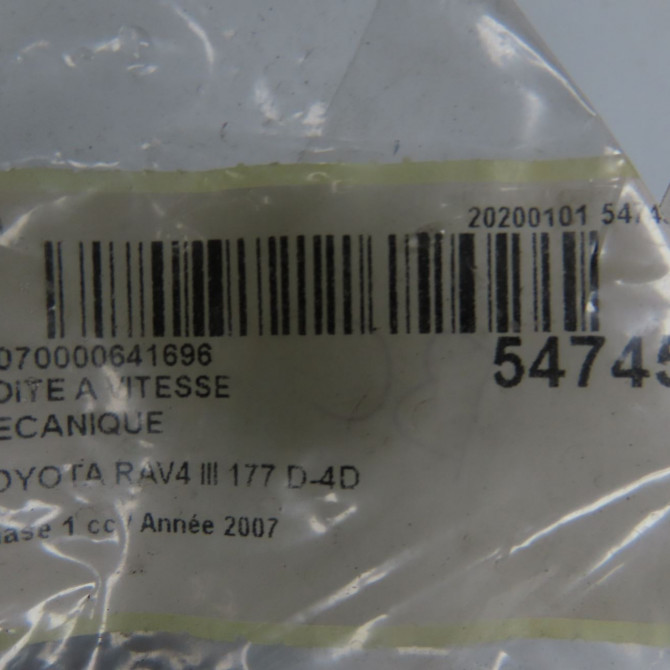 20200101 5474
070000641696
54745
OITE A VITESSE
ECANIQUE
OYOTA RAV4 III 177 D-4D
ase 1 cc / Année 2007